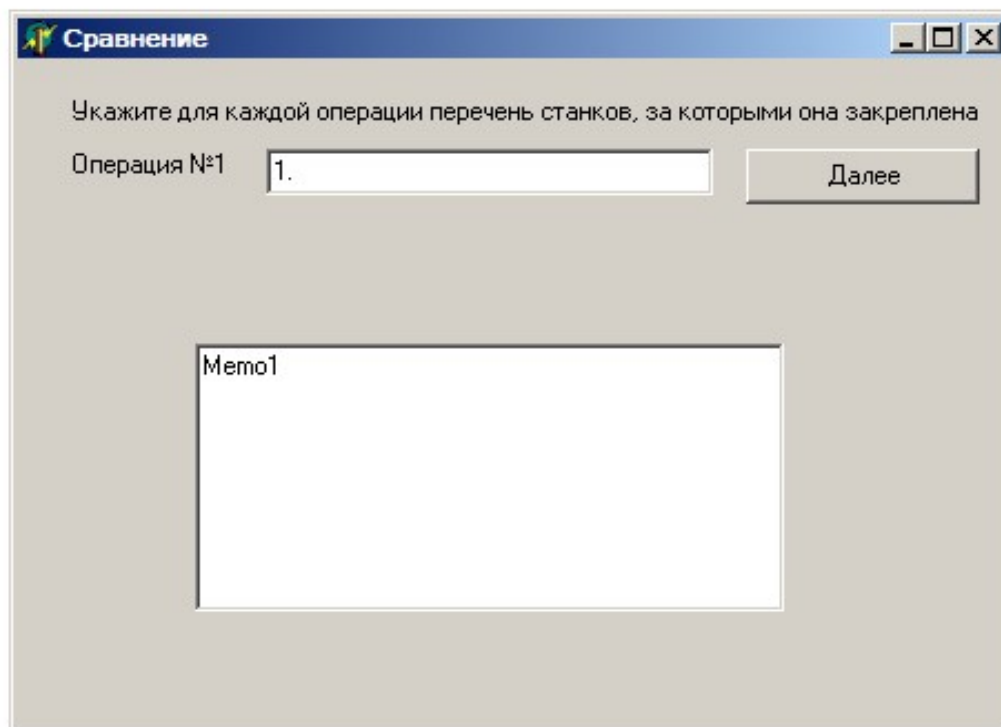 Сравнение
Укажите для каждой операции перечень станков, за которыми она закреплена
Операция №1
1.
Далее
Memo1